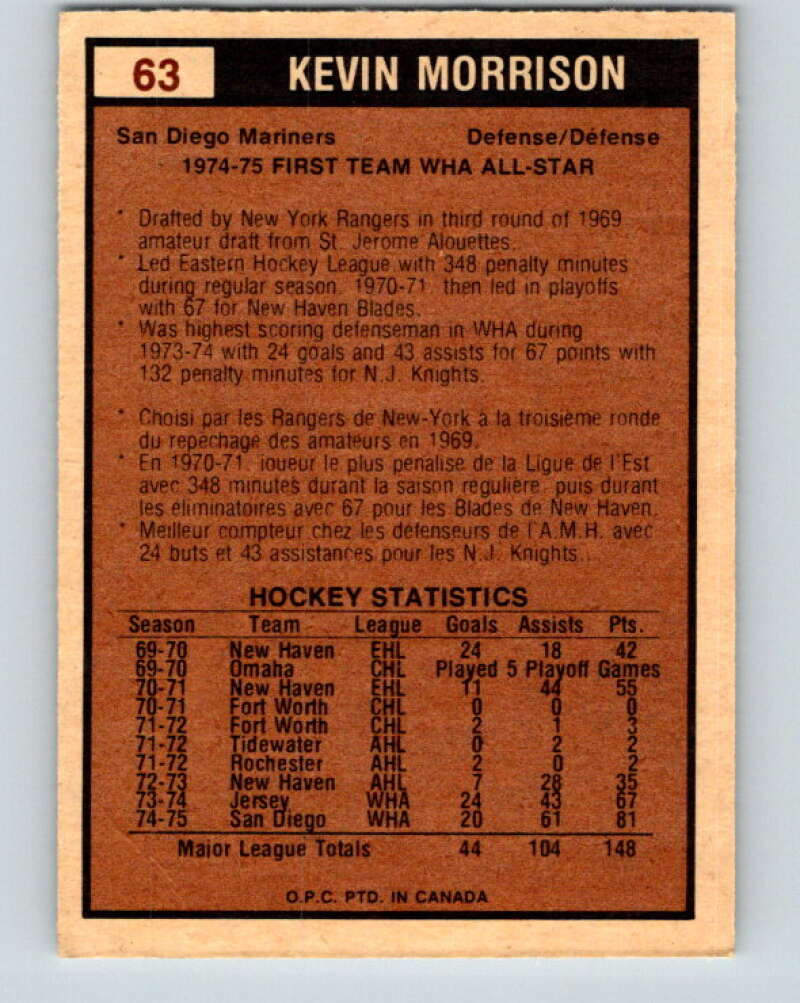 63 KEVIN MORRISON
San Diego Mariners Defense/Défense
1974-75 FIRST TEAM WHA ALL-STAR
* Drafted by New York Rangers in third round of 1969
amateur draft from St. Jerome Alouettes.
* Led Eastern Hockey League with 348 penalty minutes
during regular season, 1970-71, then led in playoffs
with 67 for New Haven Blades.
* Was highest scoring defenseman in WHA during
1973-74 with 24 goals and 43 assists for 67 points with
132 penalty minutes for N.J. Knights.
* Choisi par les Rangers de New-York a la troisieme ronde
du repechage des amateurs en 1969.
* En 1970-71, joueur le plus penalise de la Ligue de l'Est
avec 348 minutes durant la saison reguliere, puis durant
les eliminatoires avec 67 pour les Blades de New Haven.
* Meilleur compteur chez les defenseurs de l'A.M.H. avec
24 buts et 43 assistances pour les N.J. Knights.
HOCKEY STATISTICS
Season Team League Goals Assists Pts.
69-70 New Haven EHL 24 18 42
69-70 Omaha CHL Played 5 Playoff Games
70-71 New Haven EHL 11 44 55
70-71 Fort Worth CHL 0 0 0
71-72 Fort Worth CHL 2 1 3
71-72 Tidewater AHL 0 2 2
71-72 Rochester AHL 2 0 2
72-73 New Haven AHL 7 28 35
73-74 Jersey WHA 24 43 67
74-75 San Diego WHA 20 61 81
Major League Totals 44 104 148
O.P.C. PTD. IN CANADA